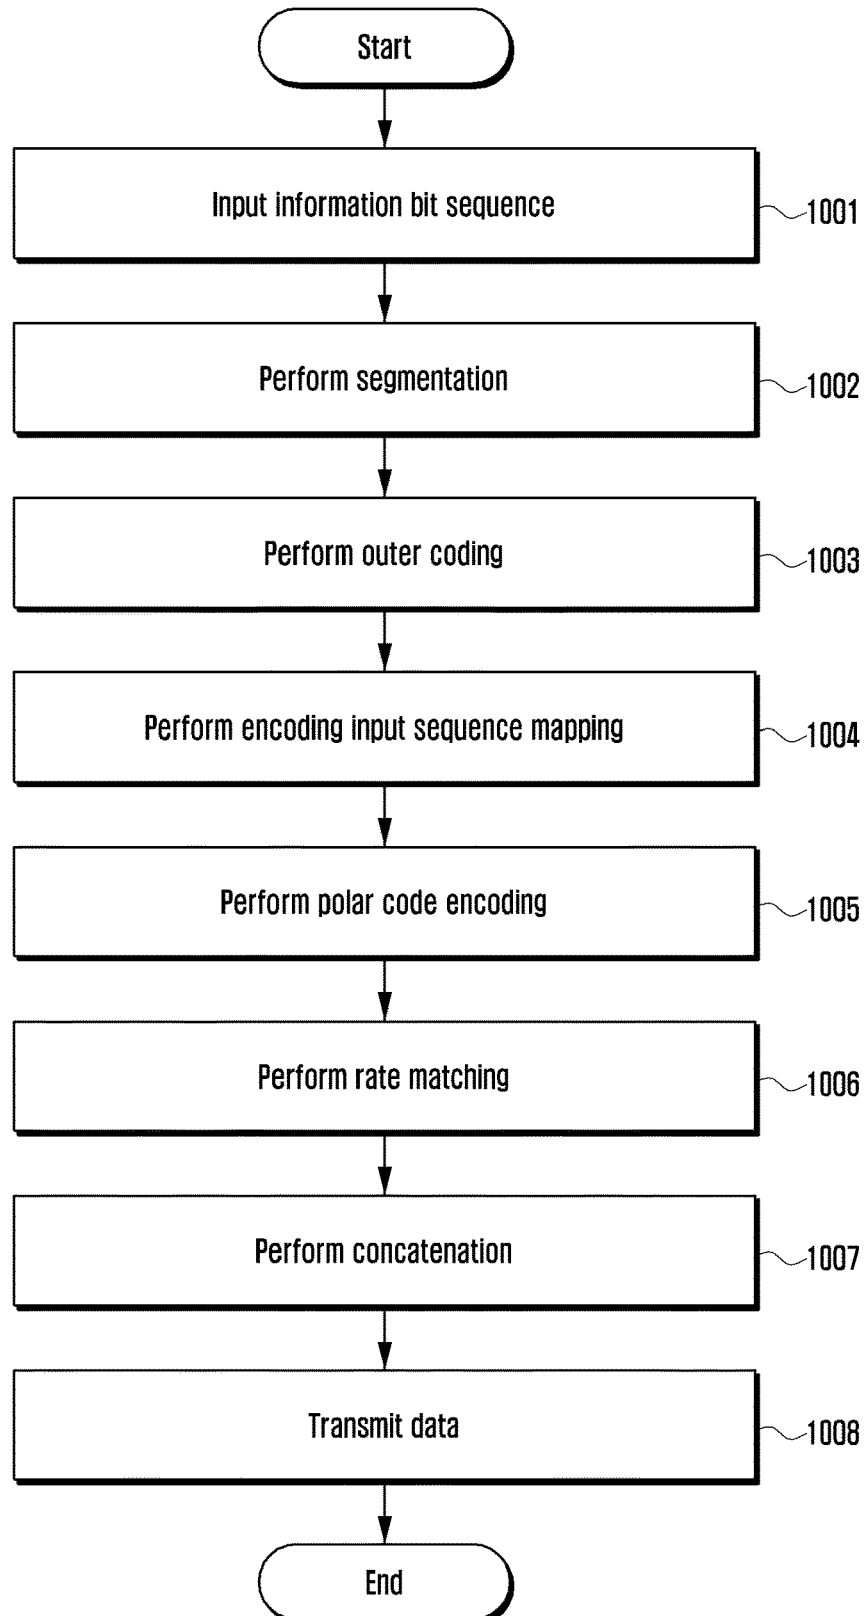 Start
Input information bit sequence
1001
Perform segmentation
1002
Perform outer coding
1003
Perform encoding input sequence mapping
1004
Perform polar code encoding
1005
Perform rate matching
1006
Perform concatenation
1007
Transmit data
1008
End